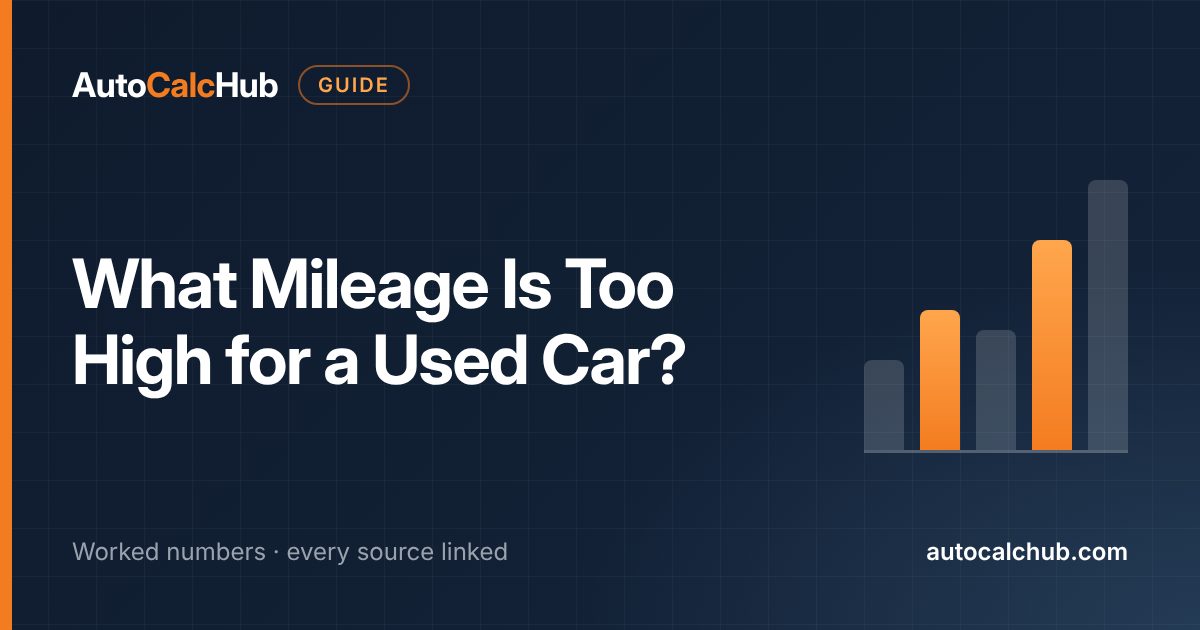 AutoCalcHub GUIDE
What Mileage Is Too
High for a Used Car?
Worked numbers · every source linked
autocalchub.com